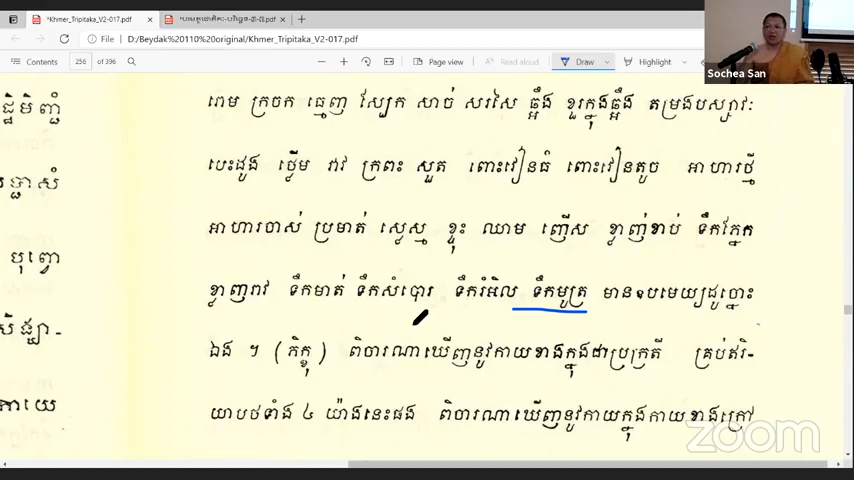 *Khmer_Tripitaka_V2-017.pdf
File D:/Beydak%20110%20original/Khmer_Tripitaka_V2-017.pdf
Contents 256 of 396 Page view Read aloud Draw Highlight
Sochea San
រោម ក្រចក ធ្មេញ ស្បែក សាច់ សរសៃ ឆ្អឹង ខួរក្នុងឆ្អឹង តម្រងបស្សាវៈ
បេះដូង ថ្លើម វាវ ក្រពះ សួត ពោះវៀនធំ ពោះវៀនតូច អាហារថ្មី
អាហារចាស់ ប្រមាត់ ស្លេស្ម ខ្ទុះ ឈាម ញើស ខ្លាញ់ខាប់ ទឹកភ្នែក
ខ្លាញរាវ ទឹកមាត់ ទឹកសំបោរ ទឹករំអិល ទឹកមូត្រ មានឧបមេយ្យដូច្នោះ
ឯង ។ (ភិក្ខុ) ពិចារណាឃើញនូវកាយខាងក្នុងជាប្រក្រតី គ្រប់ឥរិ-
យាបថទាំង ៤ យ៉ាងនេះផង ពិចារណាឃើញនូវកាយក្នុងកាយខាងក្រៅ
zoom